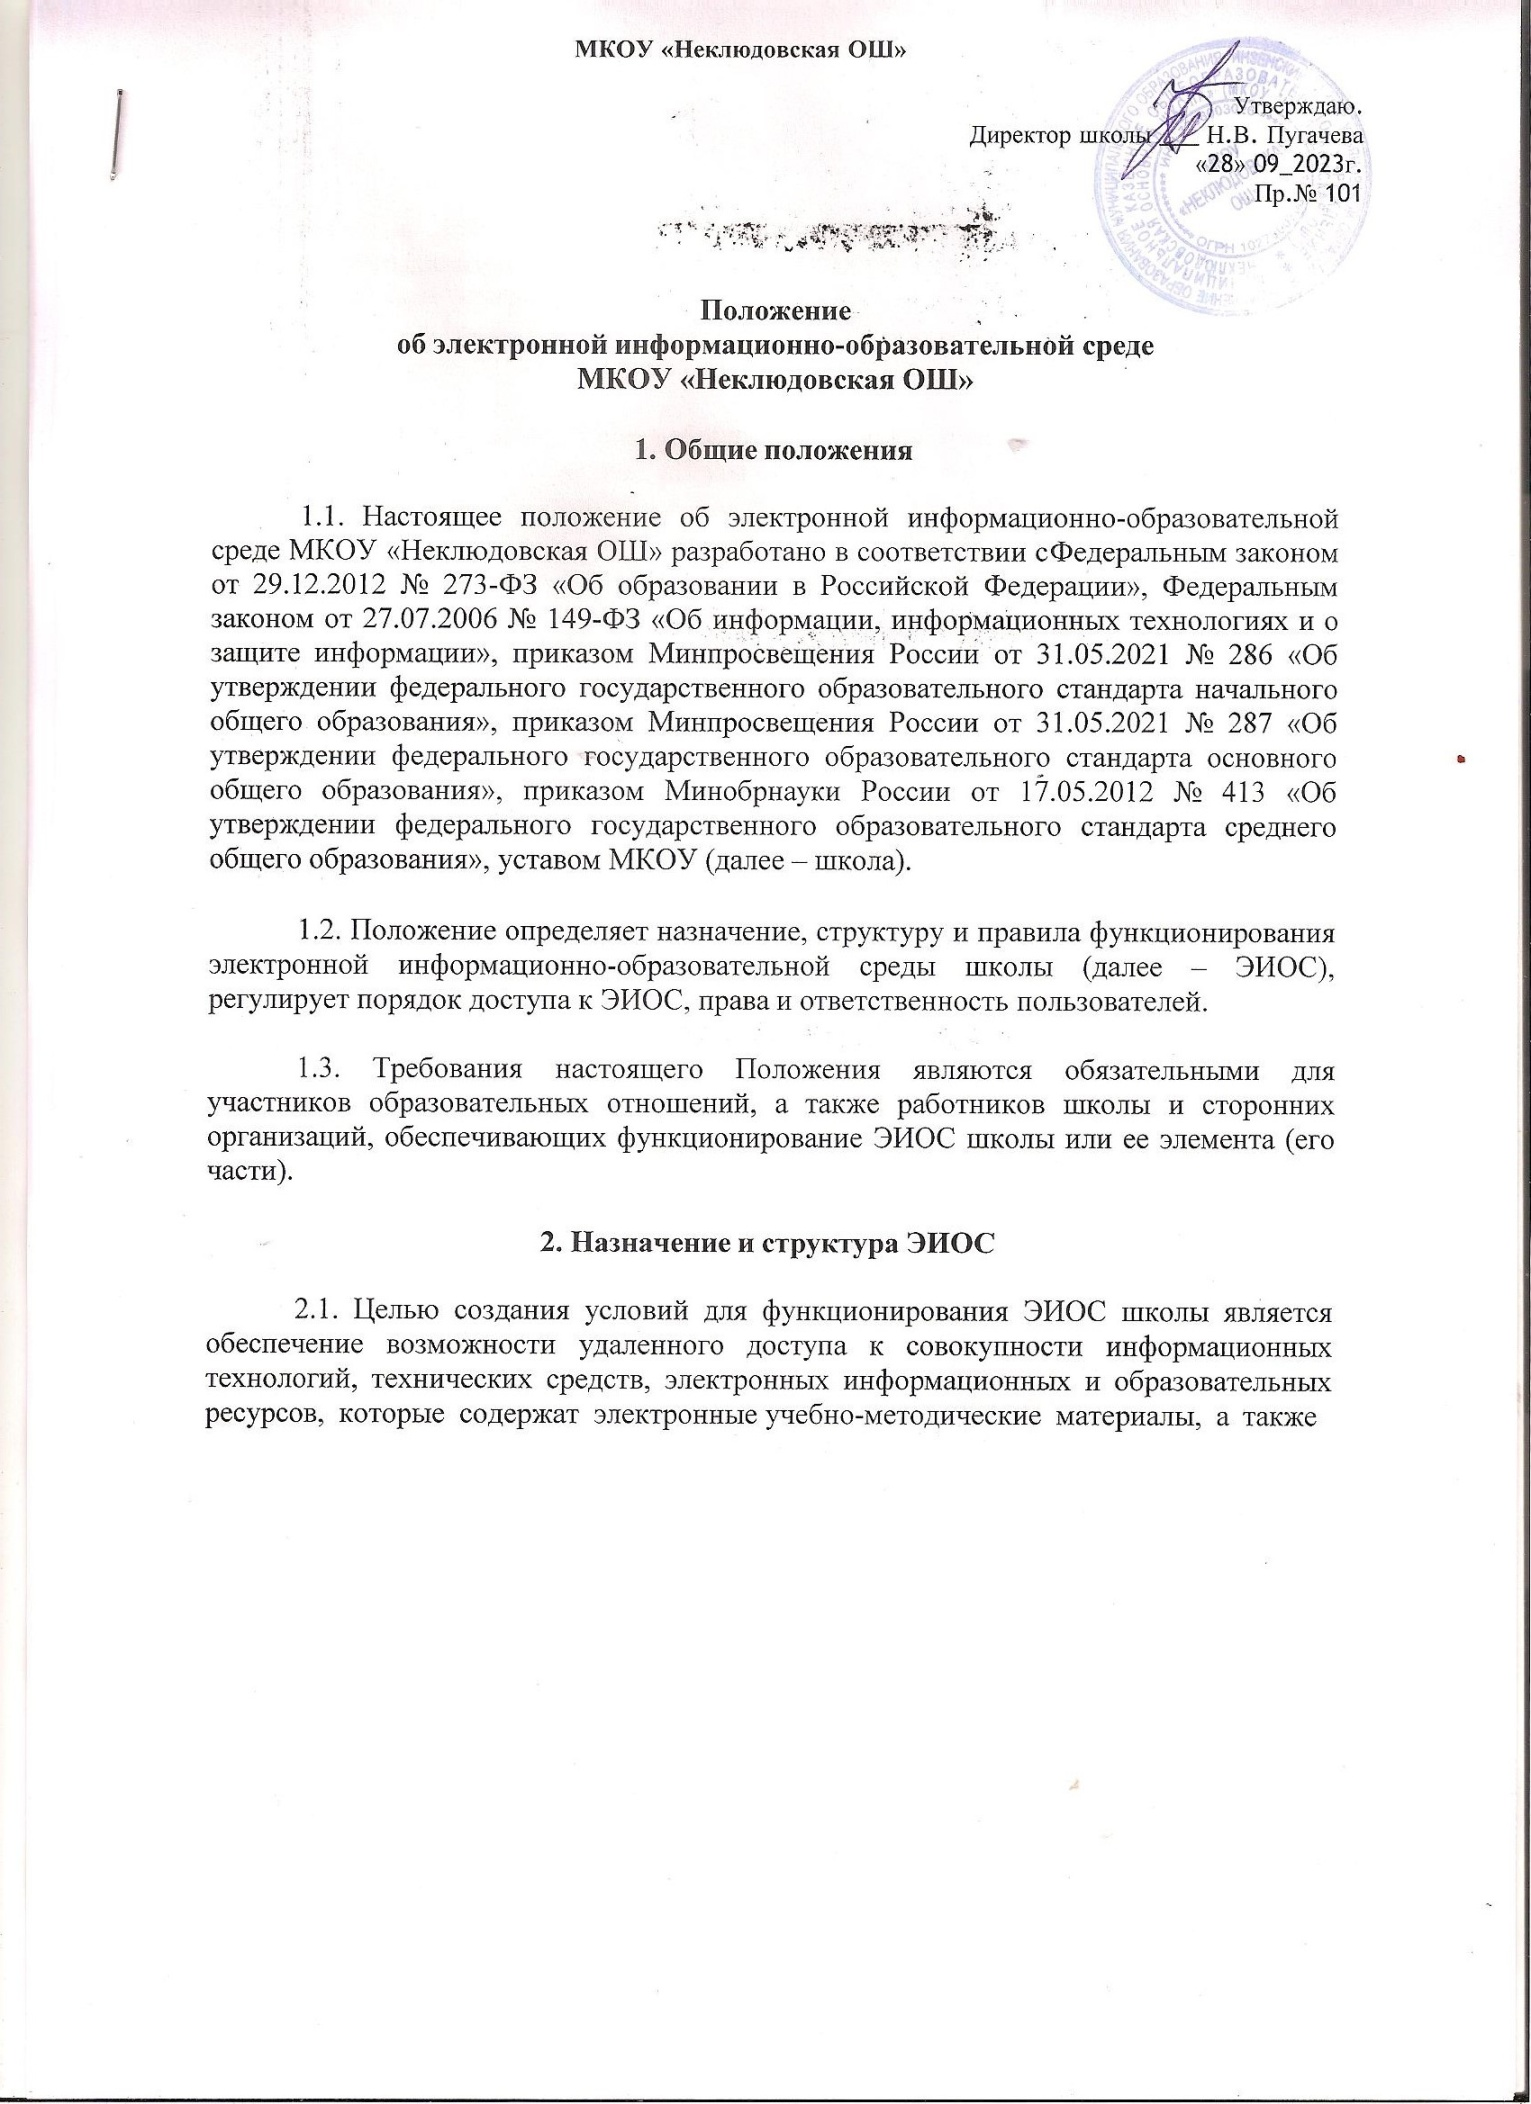 МКОУ «Неклюдовская ОШ»
Утверждаю.
Директор школы ___ Н.В. Пугачева
«28» 09_2023г.
Пр.№ 101
«НЕКЛЮДОВСКАЯ
ОГРН
Положение
об электронной информационно-образовательной среде
МКОУ «Неклюдовская ОШ»
1. Общие положения
1.1. Настоящее положение об электронной информационно-образовательной
среде МКОУ «Неклюдовская ОШ» разработано в соответствии сФедеральным законом
от 29.12.2012 № 273-ФЗ «Об образовании в Российской Федерации», Федеральным
законом от 27.07.2006 № 149-ФЗ «Об информации, информационных технологиях и о
защите информации», приказом Минпросвещения России от 31.05.2021 № 286 «Об
утверждении федерального государственного образовательного стандарта начального
общего образования», приказом Минпросвещения России от 31.05.2021 № 287 «Об
утверждении федерального государственного образовательного стандарта основного
общего образования», приказом Минобрнауки России от 17.05.2012 № 413 «Об
утверждении федерального государственного образовательного стандарта среднего
общего образования», уставом МКОУ (далее – школа).
1.2. Положение определяет назначение, структуру и правила функционирования
электронной информационно-образовательной среды школы (далее – ЭИОС),
регулирует порядок доступа к ЭИОС, права и ответственность пользователей.
1.3. Требования настоящего Положения являются обязательными для
участников образовательных отношений, а также работников школы и сторонних
организаций, обеспечивающих функционирование ЭИОС школы или ее элемента (его
части).
2. Назначение и структура ЭИОС
2.1. Целью создания условий для функционирования ЭИОС школы является
обеспечение возможности удаленного доступа к совокупности информационных
технологий, технических средств, электронных информационных и образовательных
ресурсов, которые содержат электронные учебно-методические материалы, а также